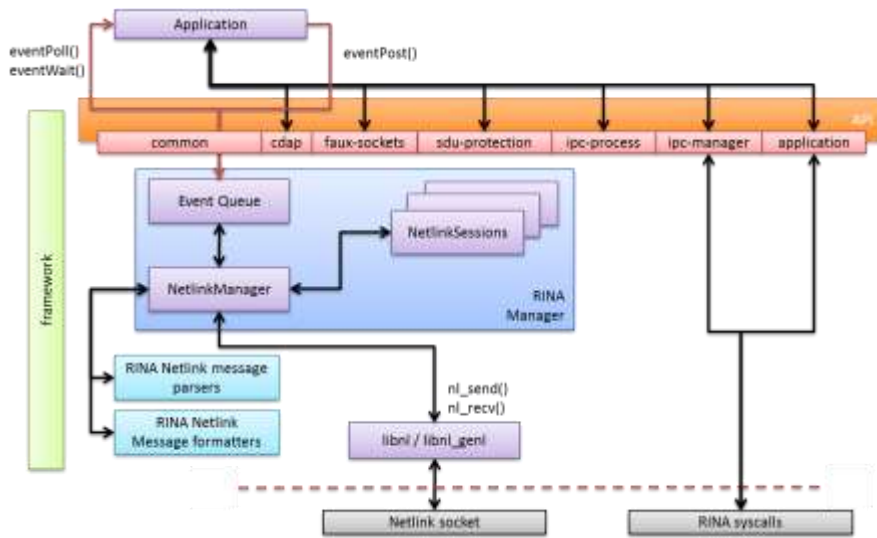 Application
eventPoll()
eventWait()
eventPost()
API
common
cdap
faux-sockets
sdu-protection
ipc-process
ipc-manager
application
framework
Event Queue
NetlinkSessions
NetlinkManager
RINA
Manager
RINA Netlink message
parsers
RINA Netlink
Message formatters
nl_send()
nl_recv()
libnl / libnl_genl
Netlink socket
RINA syscalls